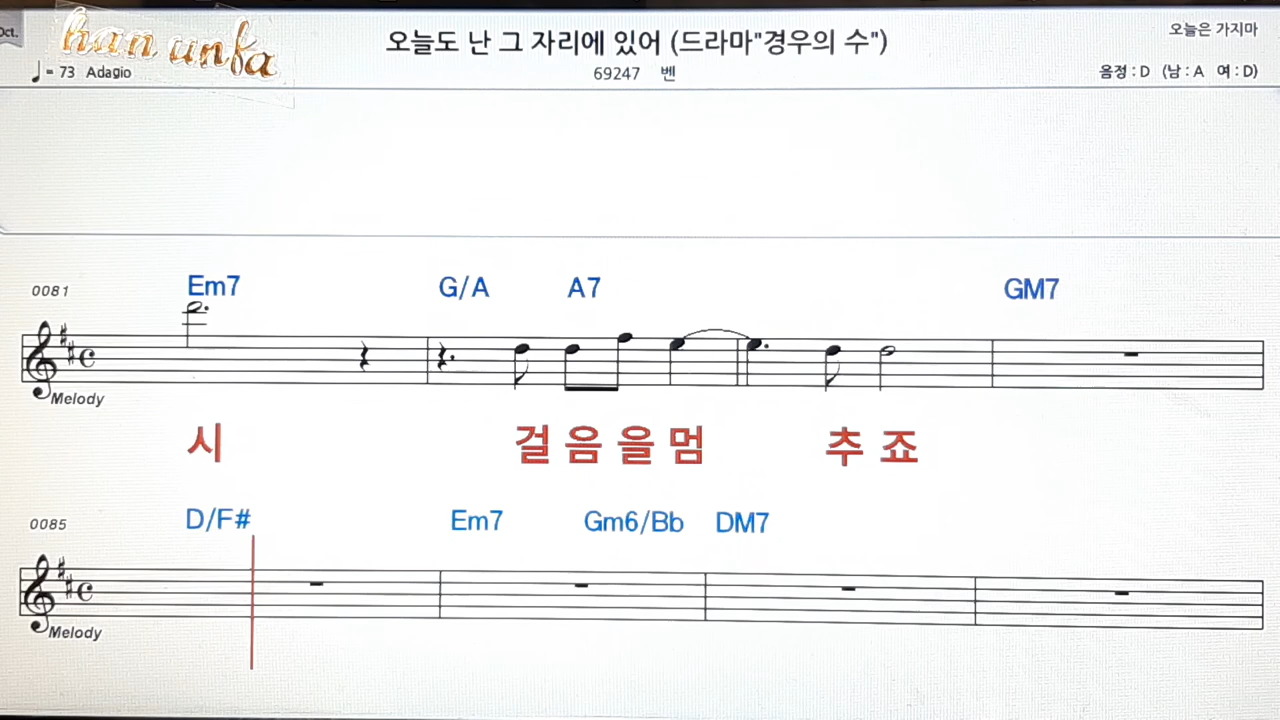 Oct.
han unfa
오늘도 난 그 자리에 있어 (드라마"경우의 수")
오늘은 가지마
♩= 73 Adagio
69247 벤
음정 : D (남 : A 여 : D)
0081
Em7 G/A A7 GM7
Melody
시 걸 음 을 멈 추 죠
0085
D/F# Em7 Gm6/Bb DM7
Melody